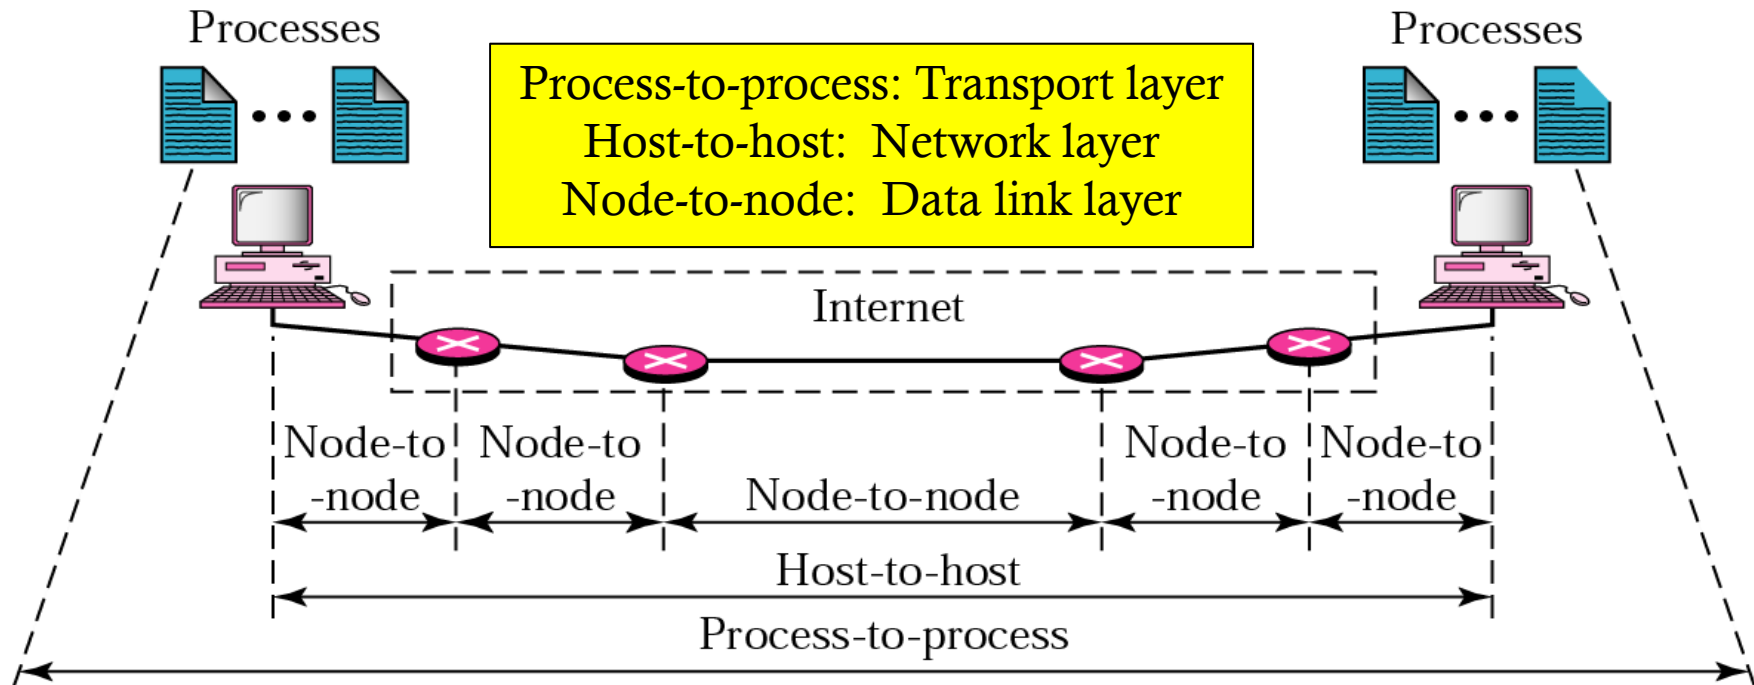 Processes
Processes
Process-to-process: Transport layer
Host-to-host: Network layer
Node-to-node: Data link layer
Internet
Node-to
-node
Node-to
-node
Node-to-node
Node-to
-node
Node-to
-node
Host-to-host
Process-to-process